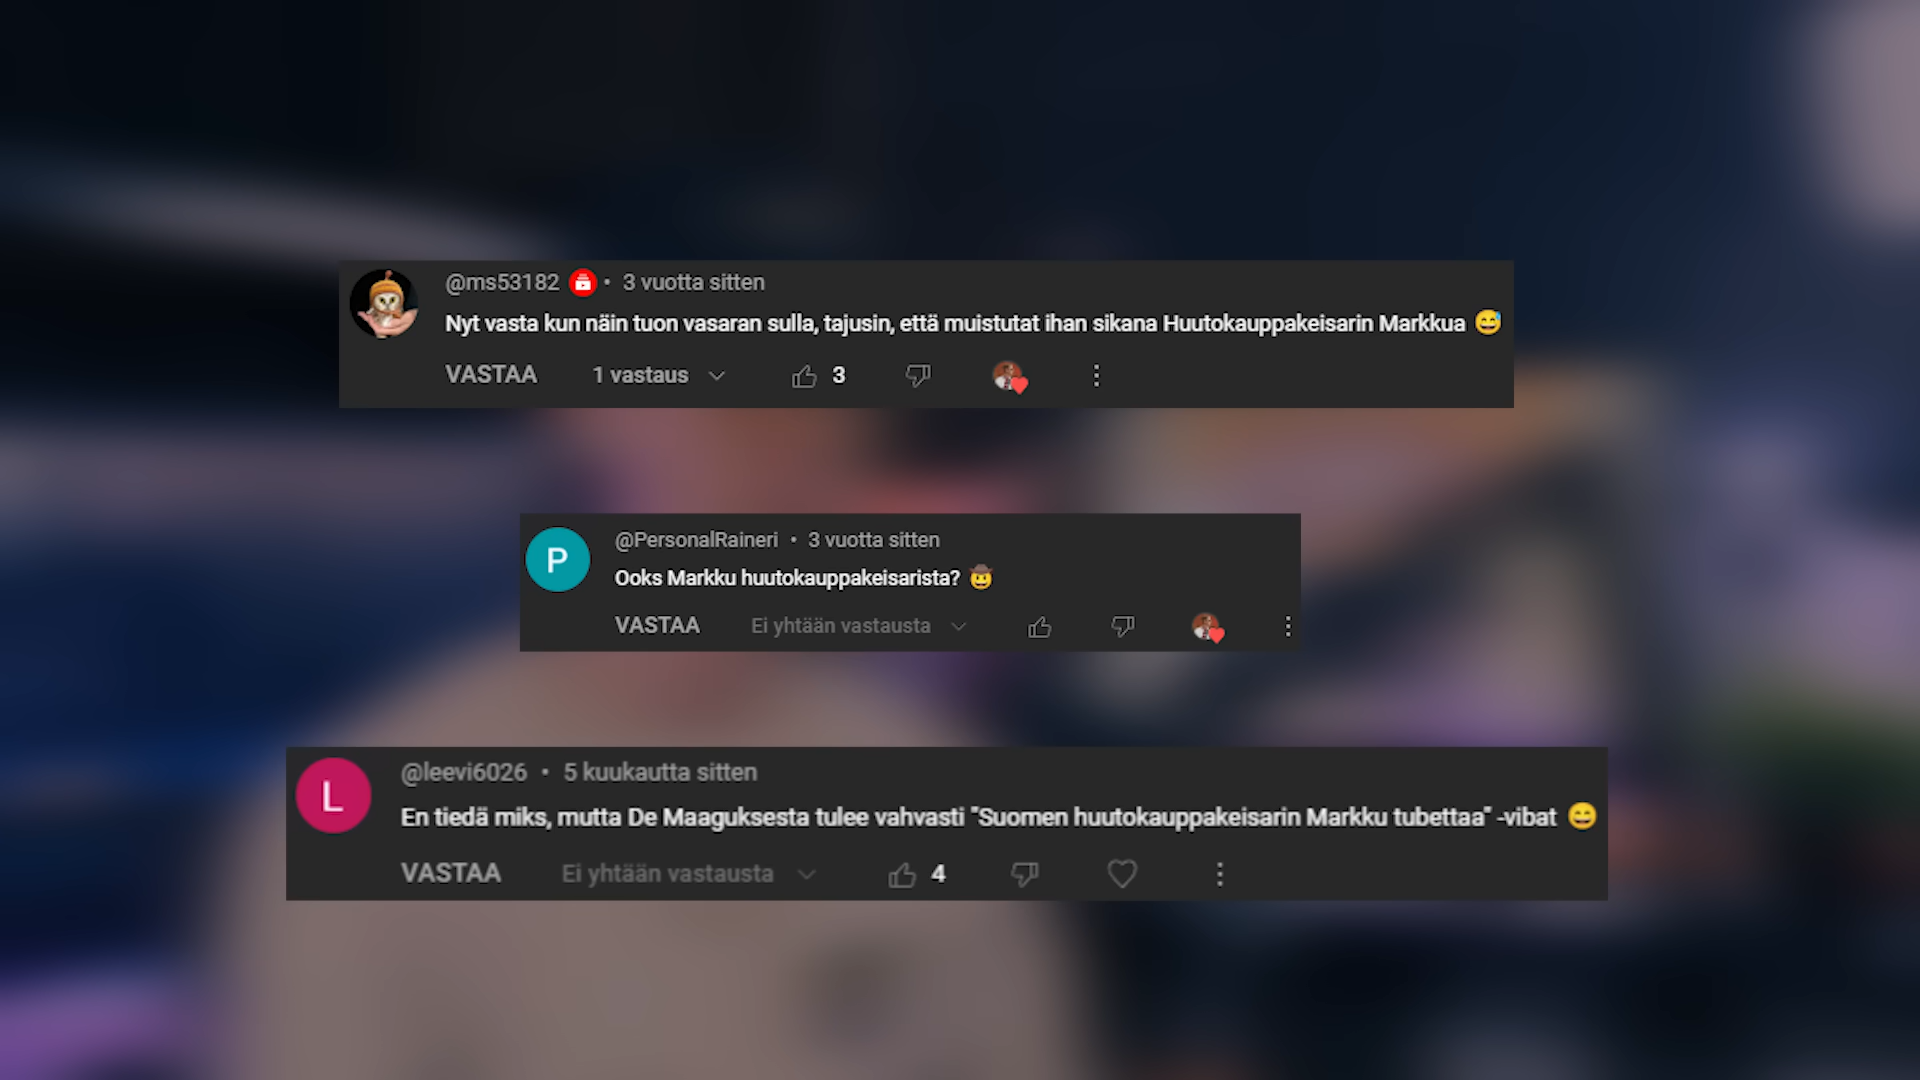 @ms53182 • 3 vuotta sitten
Nyt vasta kun näin tuon vasaran sulla, tajusin, että muistutat ihan sikana Huutokauppakeisarin Markkua 😅
VASTAA 1 vastaus 3
P
@PersonalRaineri • 3 vuotta sitten
Ooks Markku huutokauppakeisarista? 🤠
VASTAA Ei yhtään vastausta
L
@leevi6026 • 5 kuukautta sitten
En tiedä miks, mutta De Maaguksesta tulee vahvasti "Suomen huutokauppakeisarin Markku tubettaa" -vibat 😄
VASTAA Ei yhtään vastausta 4